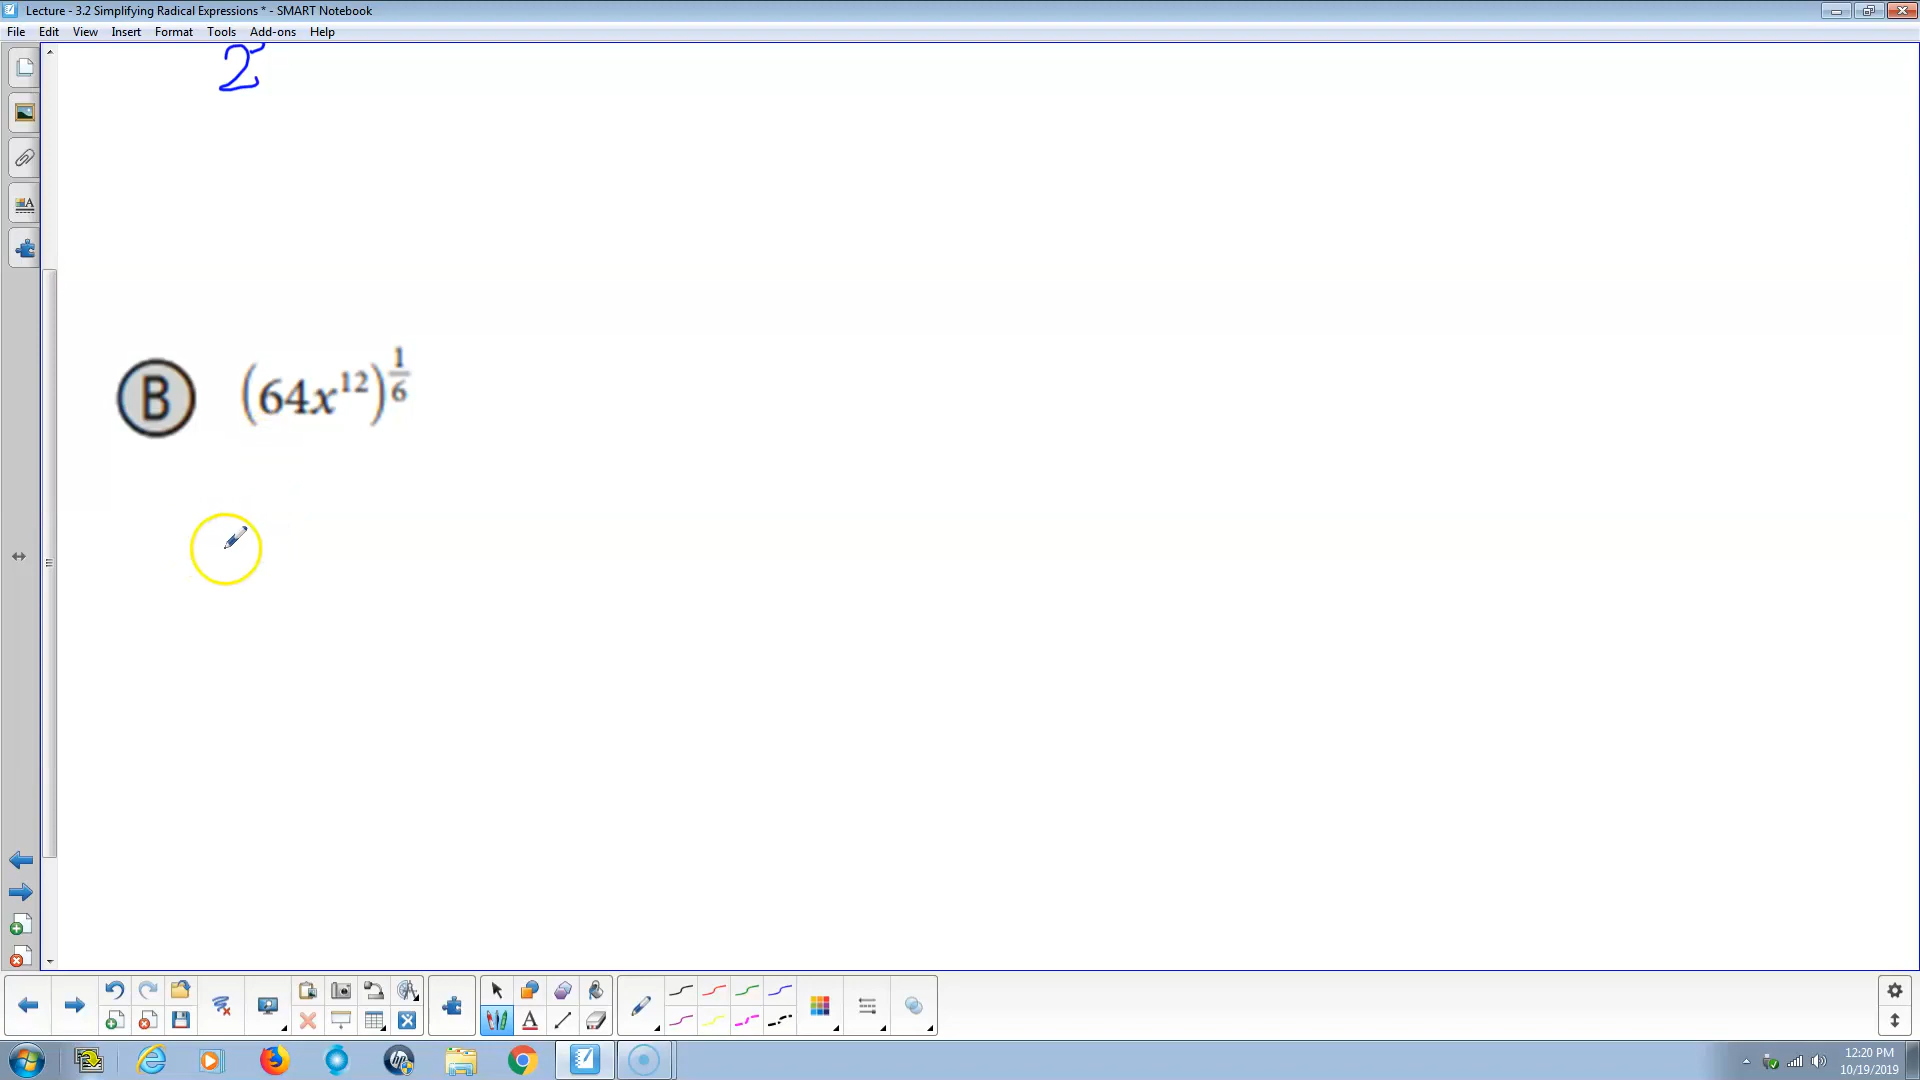 Lecture - 3.2 Simplifying Radical Expressions * - SMART Notebook
File Edit View Insert Format Tools Add-ons Help
2
B (64x^12)^(1/6)
12:20 PM
10/19/2019